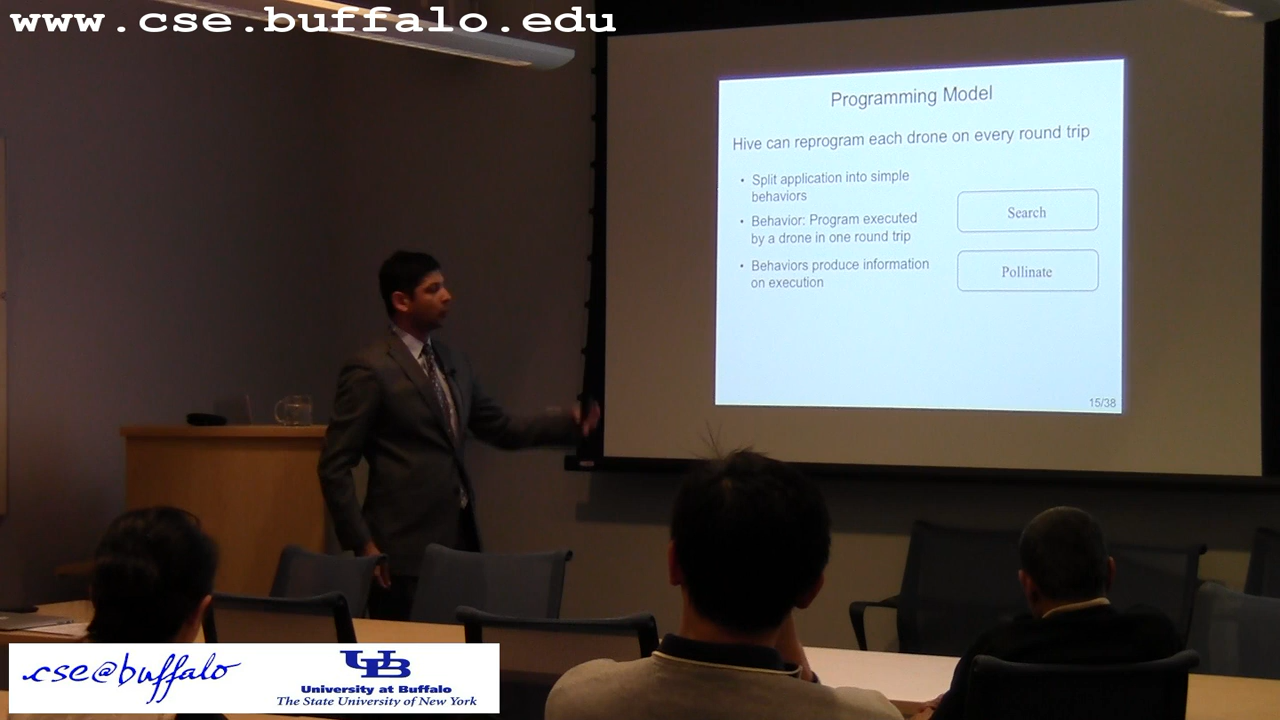 www.cse.buffalo.edu
Programming Model
Hive can reprogram each drone on every round trip
• Split application into simple
behaviors
• Behavior: Program executed
by a drone in one round trip
• Behaviors produce information
on execution
Search
Pollinate
15/38
cse@buffalo
UB
University at Buffalo
The State University of New York